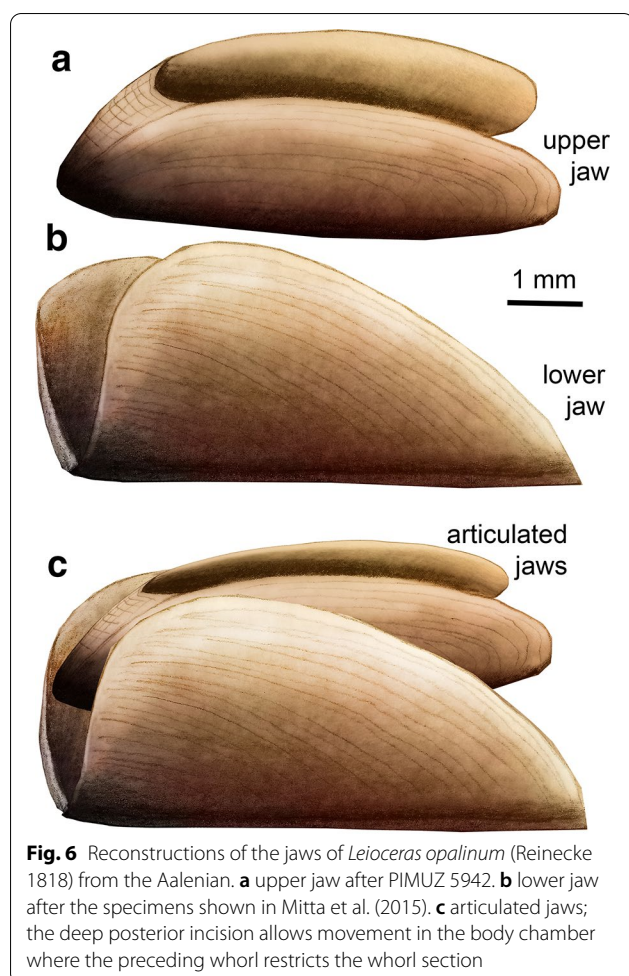 a
upper
jaw
b
1 mm
lower
jaw
articulated
jaws
c
Fig. 6 Reconstructions of the jaws of Leioceras opalinum (Reinecke
1818) from the Aalenian. a upper jaw after PIMUZ 5942. b lower jaw
after the specimens shown in Mitta et al. (2015). c articulated jaws;
the deep posterior incision allows movement in the body chamber
where the preceding whorl restricts the whorl section